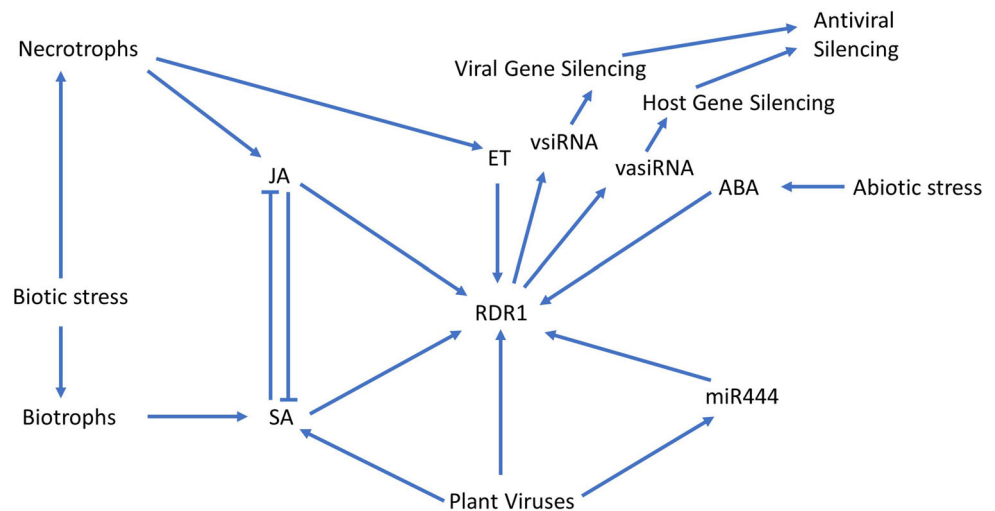 Antiviral
Silencing
Necrotrophs
Viral Gene Silencing
Host Gene Silencing
vsiRNA
ET
vasiRNA
JA
ABA
Abiotic stress
Biotic stress
RDR1
miR444
Biotrophs
SA
Plant Viruses